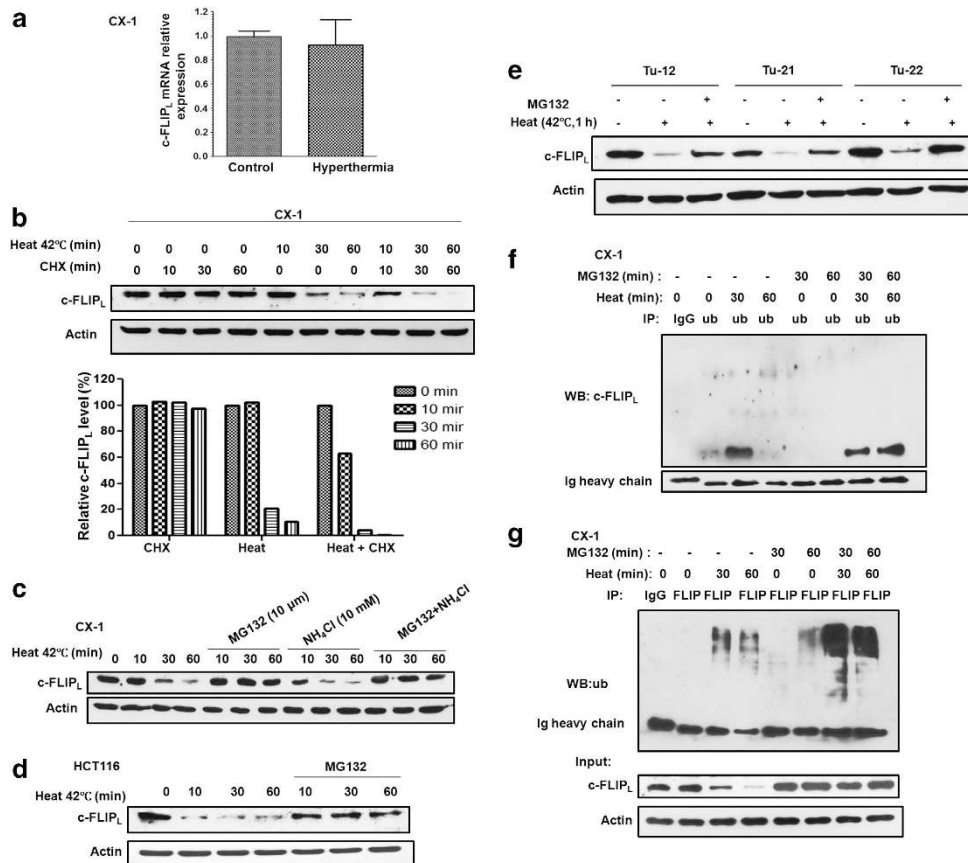 a
CX-1
c-FLIPL mRNA relative
expression
1.2
1.0
0.8
0.6
0.4
0.2
0.0
Control Hyperthermia
b
CX-1
Heat 42℃ (min) 0 0 0 0 10 30 60 0 0 0
CHX (min) 0 10 30 60 0 0 0 10 30 60
c-FLIPL
Actin
Relative c-FLIPL level (%)
120
100
80
60
40
20
0
0 min
10 mir
30 mir
60 mir
CHX Heat Heat + CHX
c
CX-1
MG132 (10 μm) NH4Cl (10 mM) MG132+NH4Cl
Heat 42℃ (min) 0 10 30 60 10 30 60 10 30 60 10 30 60
c-FLIPL
Actin
d
HCT116
MG132
Heat 42℃ (min) 0 10 30 60 10 30 60
c-FLIPL
Actin
e
Tu-12 Tu-21 Tu-22
MG132 - - + - - + - - +
Heat (42℃,1 h) - + + - + + - + +
c-FLIPL
Actin
f
CX-1
MG132 (min) : - - - - 30 60 30 60
Heat (min): 0 0 30 60 0 0 30 60
IP: IgG ub ub ub ub ub ub ub
WB: c-FLIPL
Ig heavy chain
g
CX-1
MG132 (min) : - - - - 30 60 30 60
Heat (min): 0 0 30 60 0 0 30 60
IP: IgG FLIP FLIP FLIP FLIP FLIP FLIP FLIP
WB:ub
Ig heavy chain
Input:
c-FLIPL
Actin